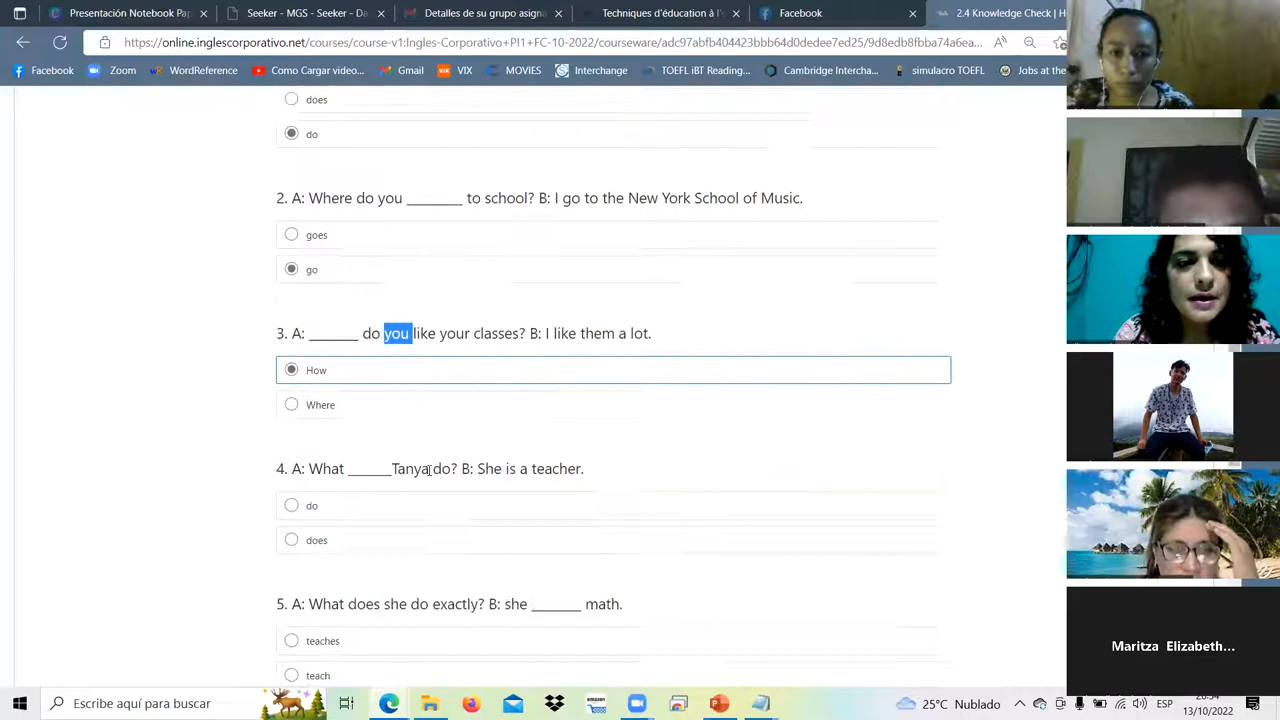 Presentación Notebook Pap
Seeker - MGS - Seeker - D
les de su grupo asigna
Techniques d'éducation à l'
Facebook
2.4 Knowledge Check | H
https://online.inglescorporativo.net/courses/course-v1:Ingles-Corporativo+PI1+FC-10-2022/courseware/adc97abfb404423bbb64d0dedee7ed25/9d8edb8fbba74a6ea...
Facebook
Zoom
WordReference
Como Cargar video...
Gmail
VIX
MOVIES
Interchange
TOEFL iBT Reading...
Cambridge Intercha...
simulacro TOEFL
Jobs at the
does
do
2. A: Where do you ________ to school? B: I go to the New York School of Music.
goes
go
3. A: _______ do you like your classes? B: I like them a lot.
How
Where
4. A: What ______Tanya do? B: She is a teacher.
do
does
5. A: What does she do exactly? B: she _______ math.
teaches
teach
Maritza Elizabeth...
Escribe aquí para buscar
amazon
25°C Nublado
ESP
13/10/2022